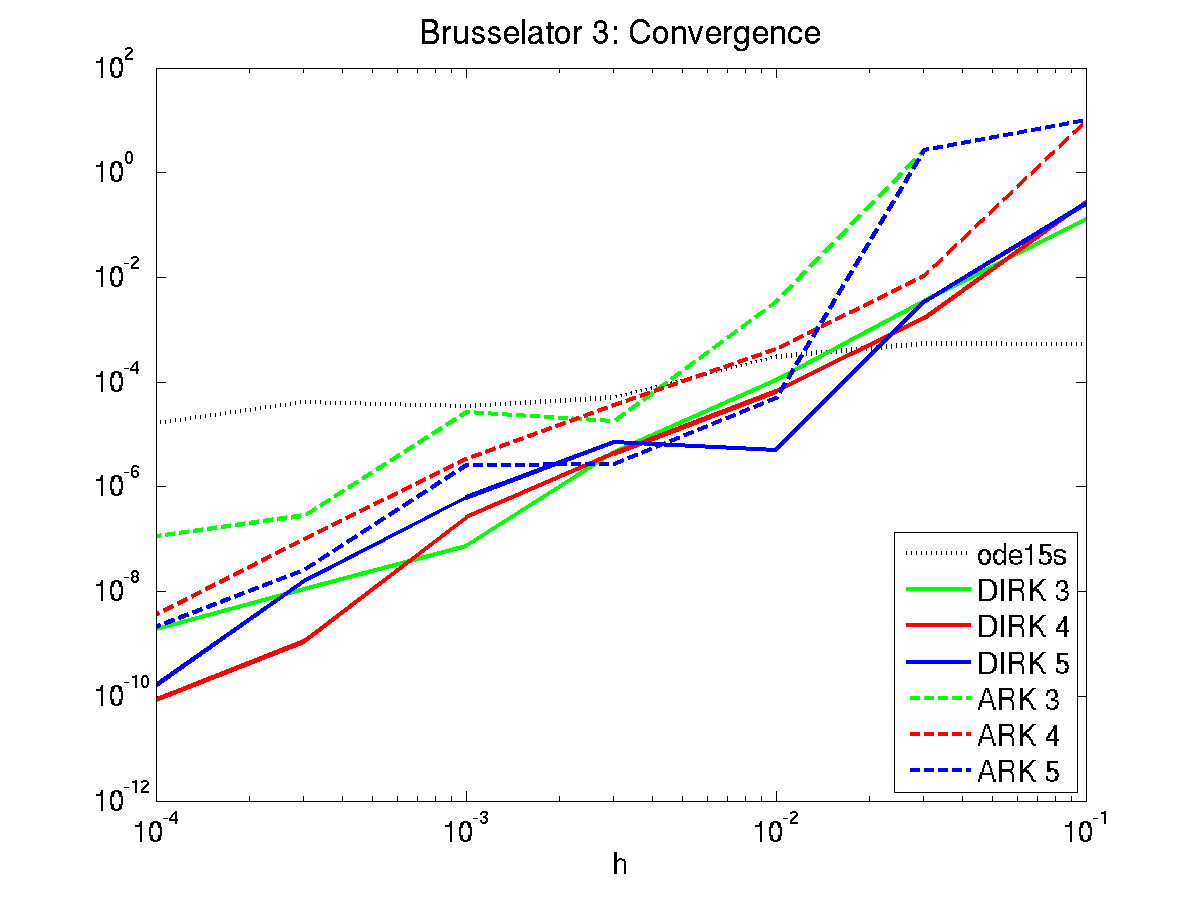 Brusselator 3: Convergence
10^2
10^0
10^-2
10^-4
10^-6
10^-8
10^-10
10^-12
ode15s
DIRK 3
DIRK 4
DIRK 5
ARK 3
ARK 4
ARK 5
10^-4 10^-3 10^-2 10^-1
h